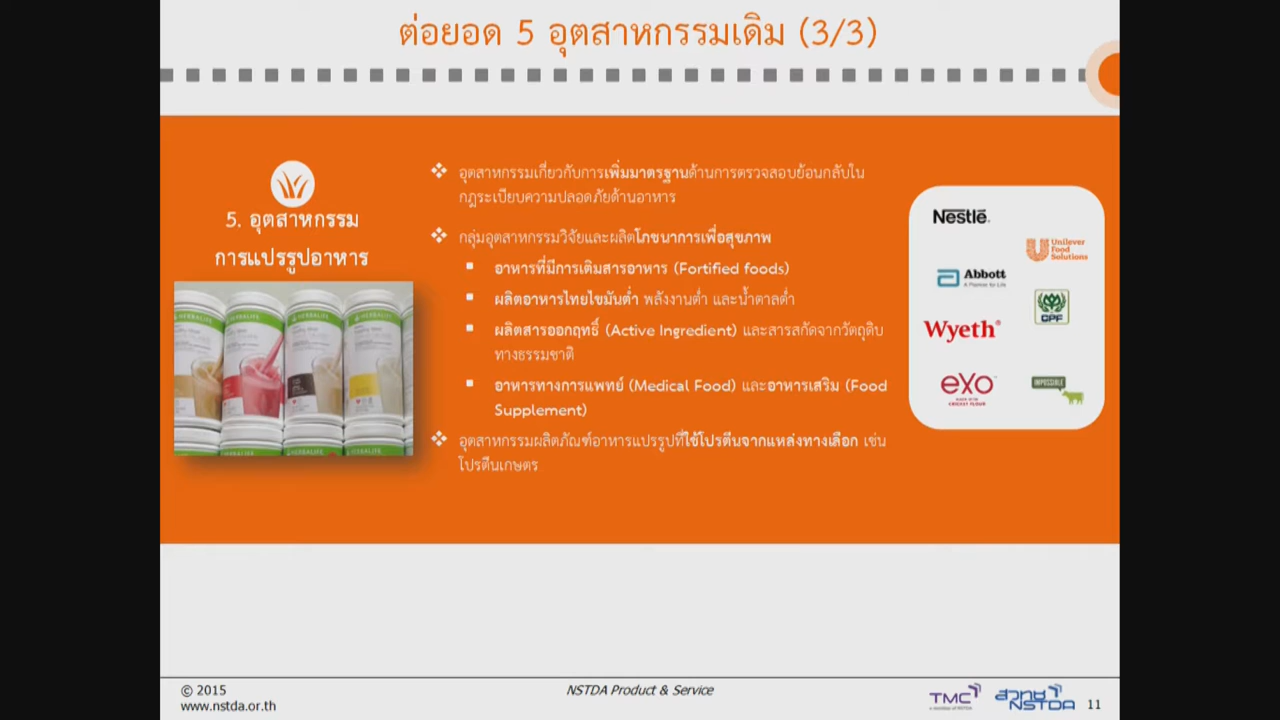 ต่อยอด 5 อุตสาหกรรมเดิม (3/3)
5. อุตสาหกรรม
การแปรรูปอาหาร
HERBALIFE
HERBALIFE
HERBALIFE
HERBALIFE
HERBALIFE
HERBALIFE
อุตสาหกรรมเกี่ยวกับการเพิ่มมาตรฐานด้านการตรวจสอบย้อนกลับใน
กฎระเบียบความปลอดภัยด้านอาหาร
กลุ่มอุตสาหกรรมวิจัยและผลิตโภชนาการเพื่อสุขภาพ
อาหารที่มีการเติมสารอาหาร (Fortified foods)
ผลิตอาหารไทยไขมันต่ำ พลังงานต่ำ และน้ำตาลต่ำ
ผลิตสารออกฤทธิ์ (Active Ingredient) และสารสกัดจากวัตถุดิบ
ทางธรรมชาติ
อาหารทางการแพทย์ (Medical Food) และอาหารเสริม (Food
Supplement)
อุตสาหกรรมผลิตภัณฑ์อาหารแปรรูปที่ใช้โปรตีนจากแหล่งทางเลือก เช่น
โปรตีนเกษตร
Nestlé
Unilever
Food
Solutions
Abbott
A Promise for Life
CPF
Wyeth®
exo
MADE WITH CRICKET FLOUR
IMPOSSIBLE
© 2015
www.nstda.or.th
NSTDA Product & Service
TMC
a member of NSTDA
สวทช
NSTDA
11